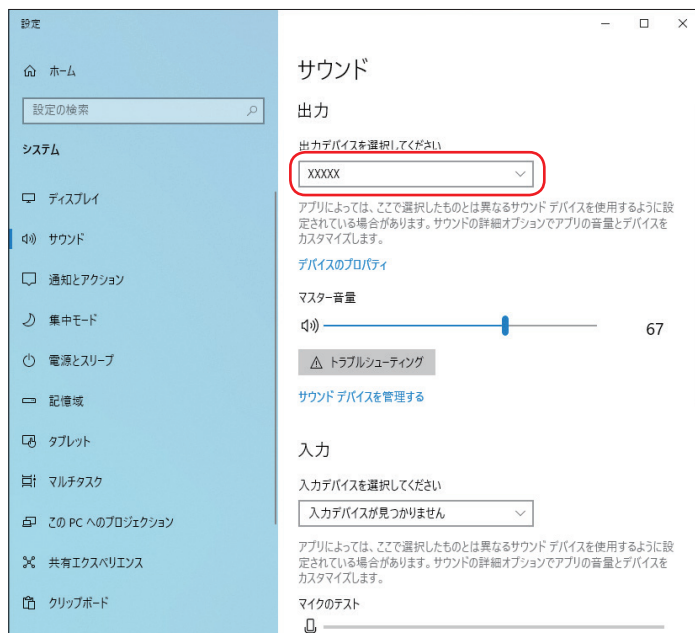 設定
ホーム
設定の検索
システム
ディスプレイ
サウンド
通知とアクション
集中モード
電源とスリープ
記憶域
タブレット
マルチタスク
この PC へのプロジェクション
共有エクスペリエンス
クリップボード
サウンド
出力
出力デバイスを選択してください
XXXXX
アプリによっては、ここで選択したものとは異なるサウンド デバイスを使用するように設
定されている場合があります。サウンドの詳細オプションでアプリの音量とデバイスを
カスタマイズします。
デバイスのプロパティ
マスター音量
67
トラブルシューティング
サウンド デバイスを管理する
入力
入力デバイスを選択してください
入力デバイスが見つかりません
アプリによっては、ここで選択したものとは異なるサウンド デバイスを使用するように設
定されている場合があります。サウンドの詳細オプションでアプリの音量とデバイスを
カスタマイズします。
マイクのテスト